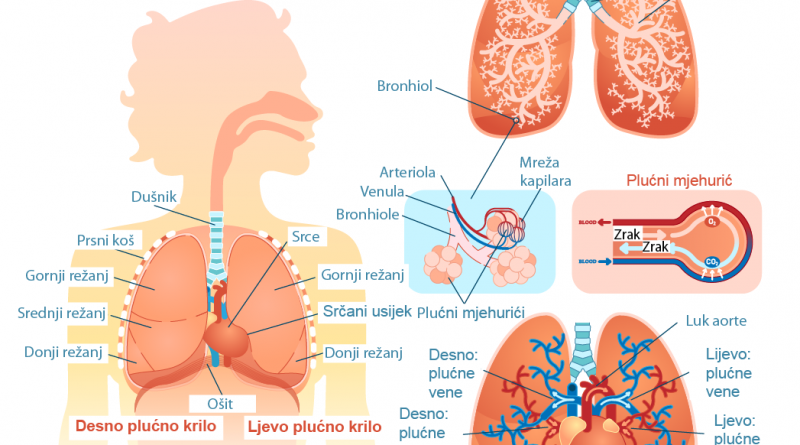 Bronhiol
Arteriola
Venula
Bronhiole
Mreža
kapilara
Plućni mjehurić
BLOOD
Zrak
O₂
Zrak
BLOOD
CO₂
Dušnik
Prsni koš
Srce
Gornji režanj
Gornji režanj
Srednji režanj
Srčani usijek
Plućni mjehurići
Donji režanj
Donji režanj
Ošit
Desno plućno krilo
Ljevo plućno krilo
Luk aorte
Desno:
plućne
vene
Lijevo:
plućne
vene
Desno:
plućne
Ljevo:
plućne